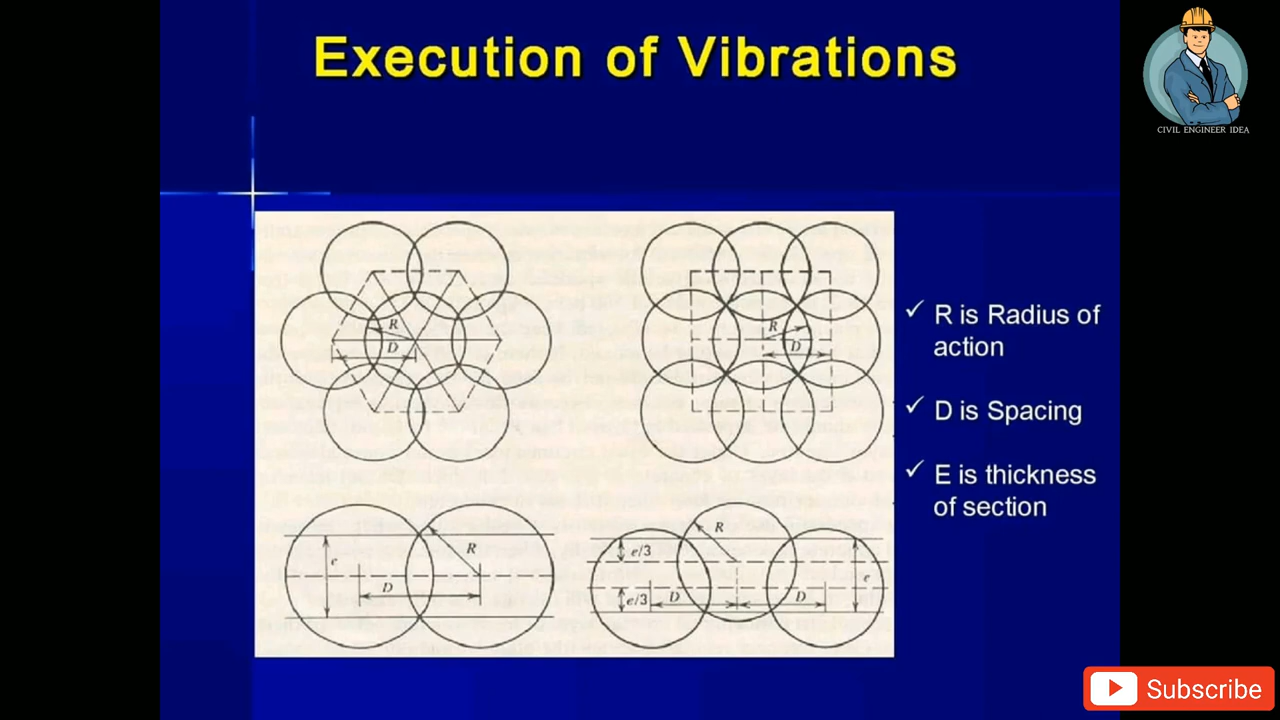 Execution of Vibrations
CIVIL ENGINEER IDEA
R
D
R
D
✓ R is Radius of
action
✓ D is Spacing
✓ E is thickness
of section
e
R
D
R
e/3
e/3
D
D
e
Subscribe